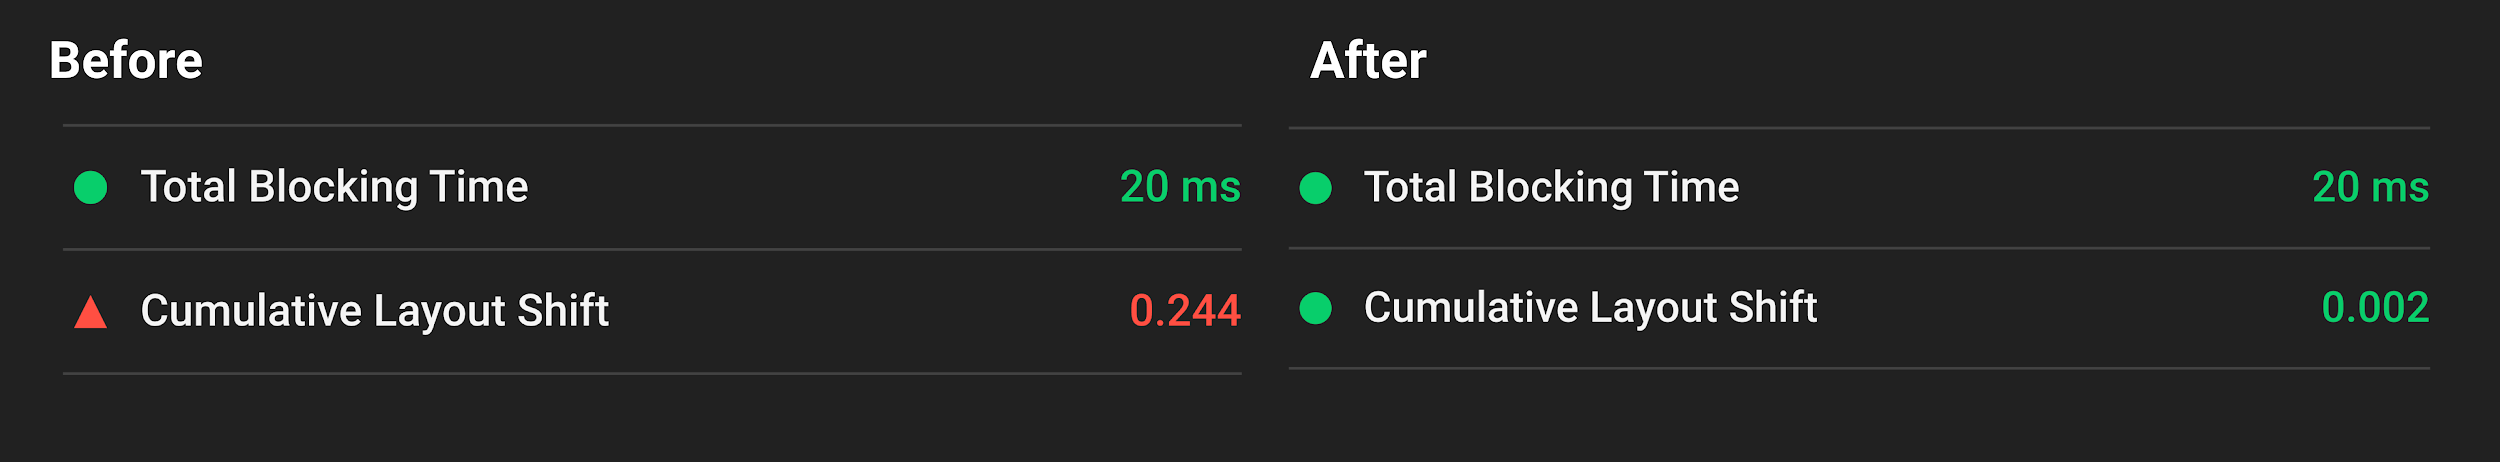 Before
Total Blocking Time 20 ms
Cumulative Layout Shift 0.244
After
Total Blocking Time 20 ms
Cumulative Layout Shift 0.002